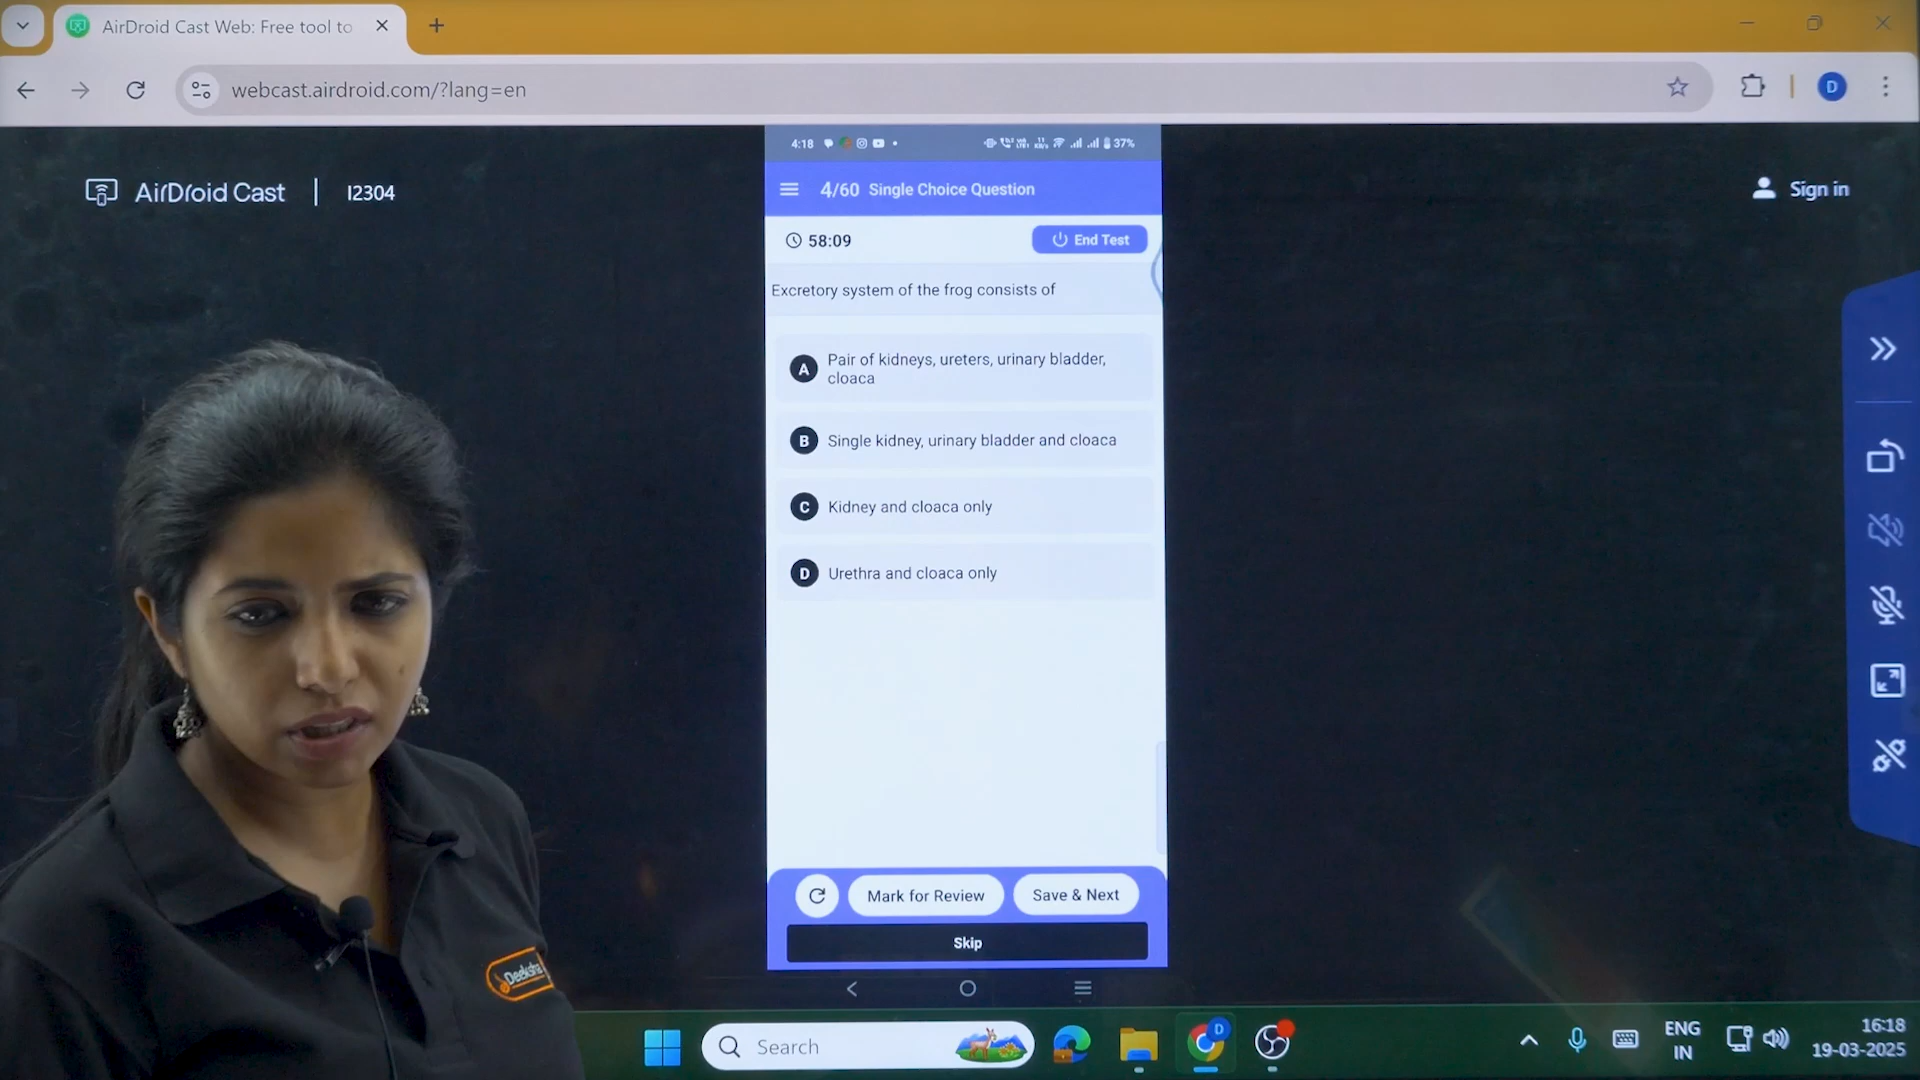 AirDroid Cast Web: Free tool to
webcast.airdroid.com/?lang=en
D
AirDroid Cast | I2304
Sign in
4:18
37%
4/60 Single Choice Question
58:09
End Test
Excretory system of the frog consists of
A Pair of kidneys, ureters, urinary bladder,
cloaca
B Single kidney, urinary bladder and cloaca
C Kidney and cloaca only
D Urethra and cloaca only
Mark for Review
Save & Next
Skip
Deeksha
Search
D
ENG
IN
16:18
19-03-2025